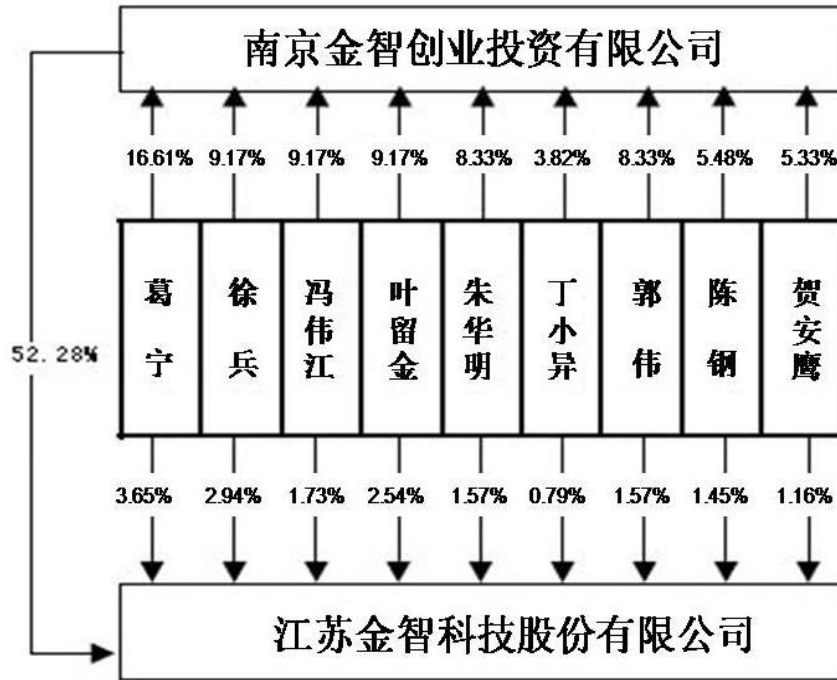 南京金智创业投资有限公司
16.61% 9.17% 9.17% 9.17% 8.33% 3.82% 8.33% 5.48% 5.33%
葛宁 徐兵 冯伟江 叶留金 朱华明 丁小异 郭伟 陈钢 贺安鹰
52.28%
3.65% 2.94% 1.73% 2.54% 1.57% 0.79% 1.57% 1.45% 1.16%
江苏金智科技股份有限公司